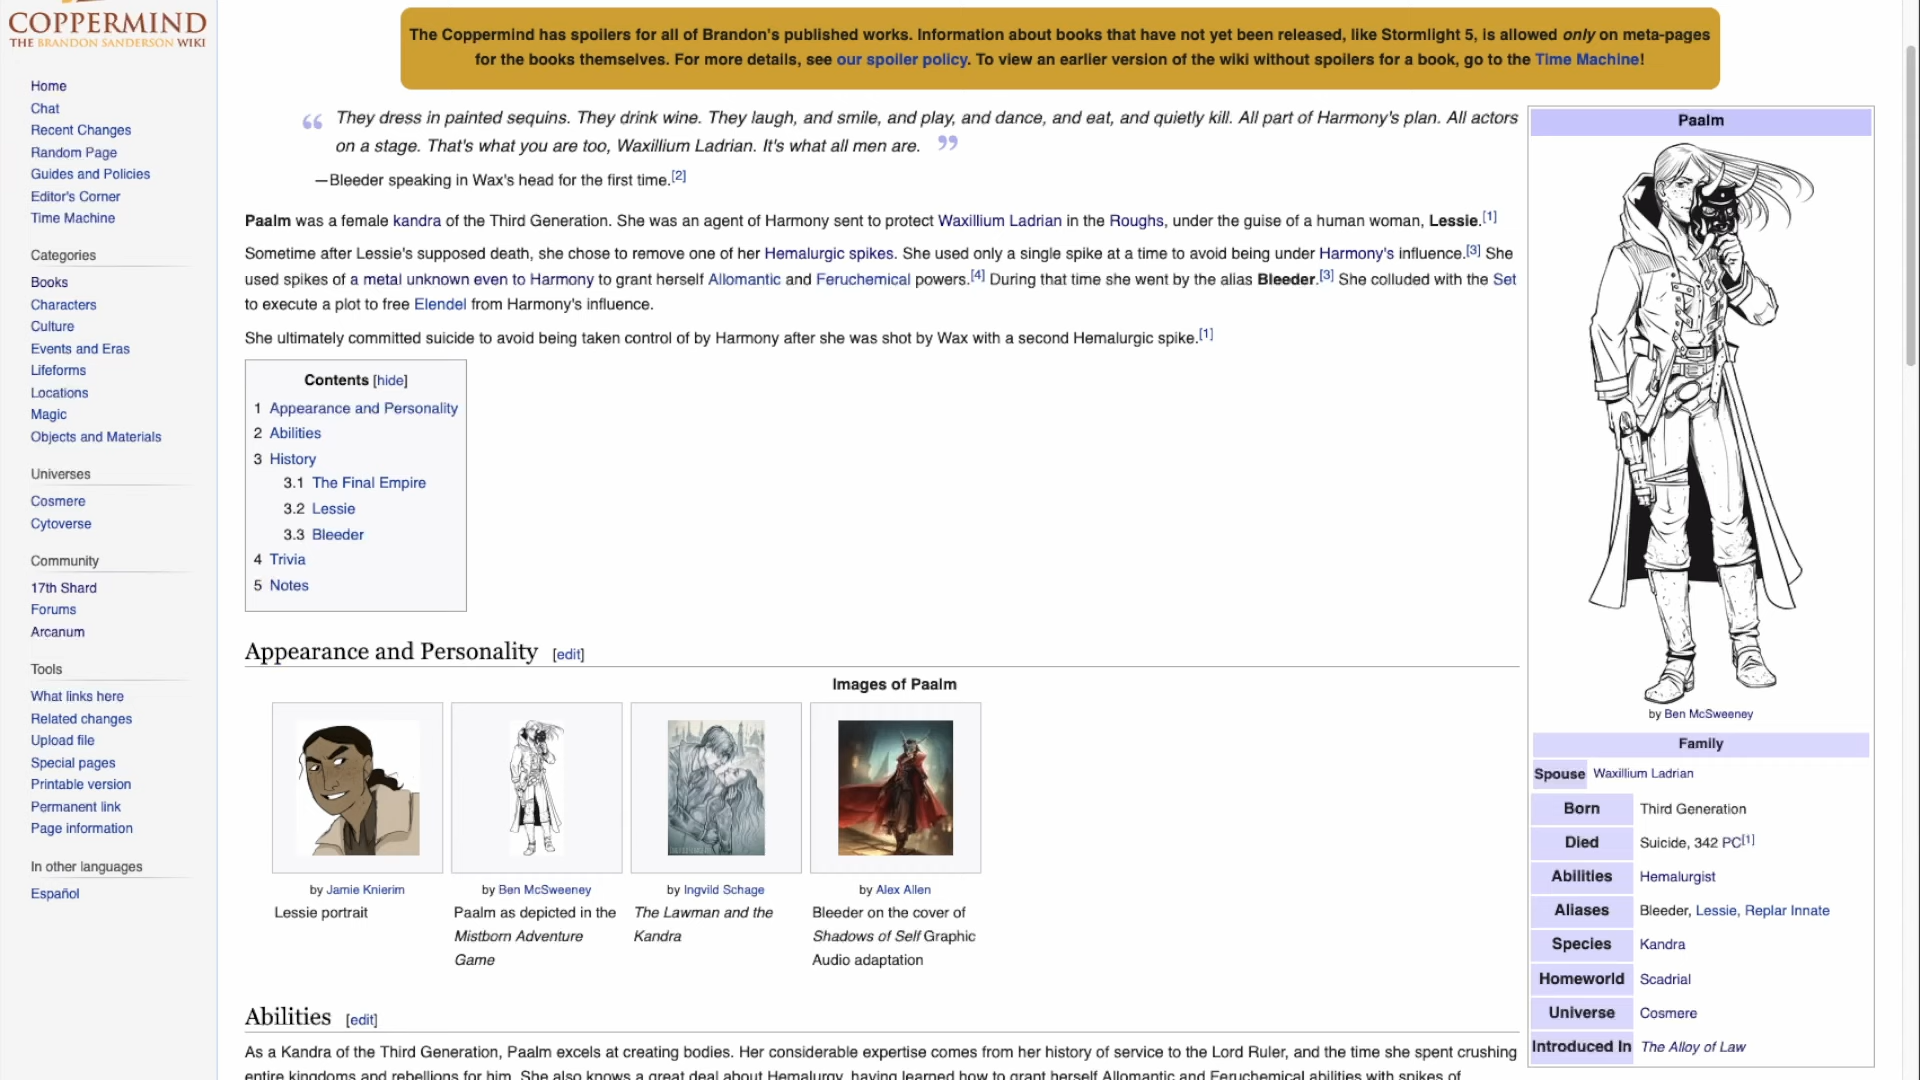 COPPERMIND
THE BRANDON SANDERSON WIKI
Home
Chat
Recent Changes
Random Page
Guides and Policies
Editor's Corner
Time Machine
Categories
Books
Characters
Culture
Events and Eras
Lifeforms
Locations
Magic
Objects and Materials
Universes
Cosmere
Cytoverse
Community
17th Shard
Forums
Arcanum
Tools
What links here
Related changes
Upload file
Special pages
Printable version
Permanent link
Page information
In other languages
Español
The Coppermind has spoilers for all of Brandon's published works. Information about books that have not yet been released, like Stormlight 5, is allowed only on meta-pages
for the books themselves. For more details, see our spoiler policy. To view an earlier version of the wiki without spoilers for a book, go to the Time Machine!
“ They dress in painted sequins. They drink wine. They laugh, and smile, and play, and dance, and eat, and quietly kill. All part of Harmony's plan. All actors
on a stage. That's what you are too, Waxillium Ladrian. It's what all men are. ”
—Bleeder speaking in Wax's head for the first time.[2]
Paalm was a female kandra of the Third Generation. She was an agent of Harmony sent to protect Waxillium Ladrian in the Roughs, under the guise of a human woman, Lessie.[1]
Sometime after Lessie's supposed death, she chose to remove one of her Hemalurgic spikes. She used only a single spike at a time to avoid being under Harmony's influence.[3] She
used spikes of a metal unknown even to Harmony to grant herself Allomantic and Feruchemical powers.[4] During that time she went by the alias Bleeder.[3] She colluded with the Set
to execute a plot to free Elendel from Harmony's influence.
She ultimately committed suicide to avoid being taken control of by Harmony after she was shot by Wax with a second Hemalurgic spike.[1]
Contents [hide]
1 Appearance and Personality
2 Abilities
3 History
3.1 The Final Empire
3.2 Lessie
3.3 Bleeder
4 Trivia
5 Notes
Appearance and Personality [edit]
Images of Paalm
by Jamie Knierim
Lessie portrait
by Ben McSweeney
Paalm as depicted in the
Mistborn Adventure
Game
by Ingvild Schage
The Lawman and the
Kandra
by Alex Allen
Bleeder on the cover of
Shadows of Self Graphic
Audio adaptation
Abilities [edit]
As a Kandra of the Third Generation, Paalm excels at creating bodies. Her considerable expertise comes from her history of service to the Lord Ruler, and the time she spent crushing
entire kingdoms and rebellions for him. She also knows a great deal about Hemalurgy, having learned how to grant herself Allomantic and Feruchemical abilities with spikes of
Paalm
by Ben McSweeney
Family
Spouse Waxillium Ladrian
Born Third Generation
Died Suicide, 342 PC[1]
Abilities Hemalurgist
Aliases Bleeder, Lessie, Replar Innate
Species Kandra
Homeworld Scadrial
Universe Cosmere
Introduced In The Alloy of Law